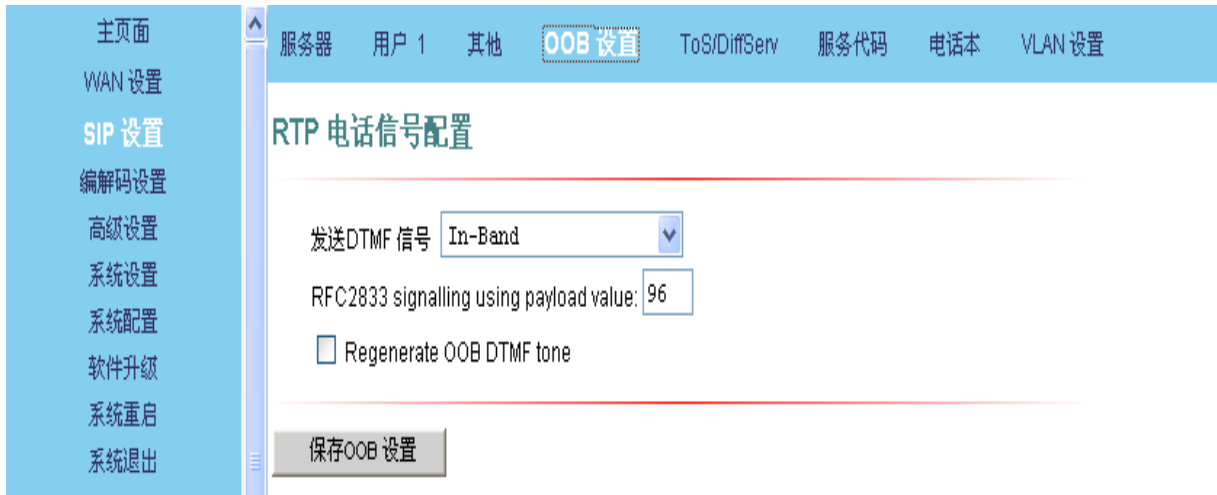 主页面
WAN 设置
SIP 设置
编解码设置
高级设置
系统设置
系统配置
软件升级
系统重启
系统退出
服务器 用户 1 其他 OOB 设置 ToS/DiffServ 服务代码 电话本 VLAN 设置
RTP 电话信号配置
发送DTMF 信号 In-Band
RFC2833 signalling using payload value: 96
Regenerate OOB DTMF tone
保存OOB 设置